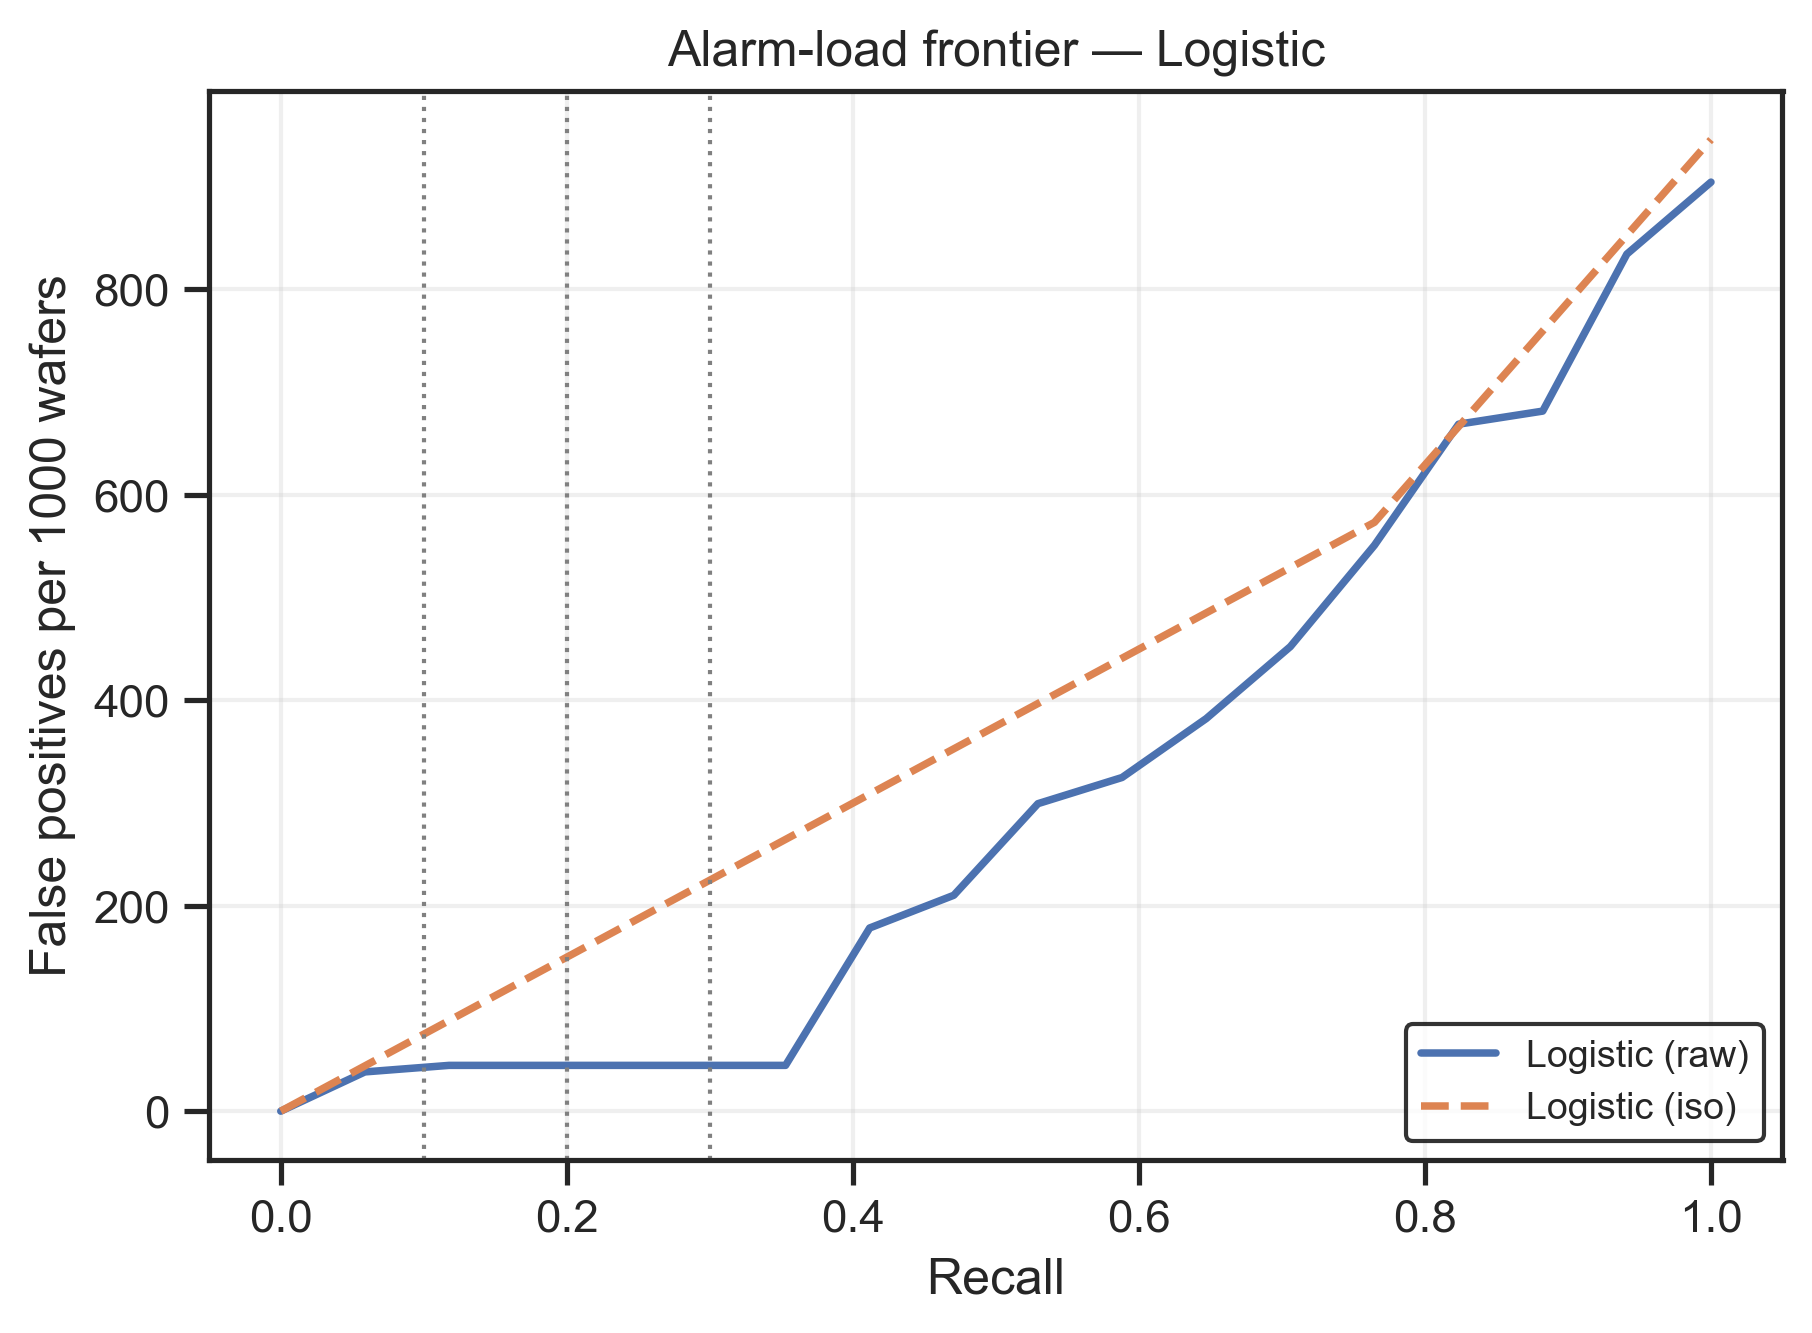 Alarm-load frontier — Logistic
False positives per 1000 wafers
800
600
400
200
0
0.0 0.2 0.4 0.6 0.8 1.0
Recall
Logistic (raw)
Logistic (iso)